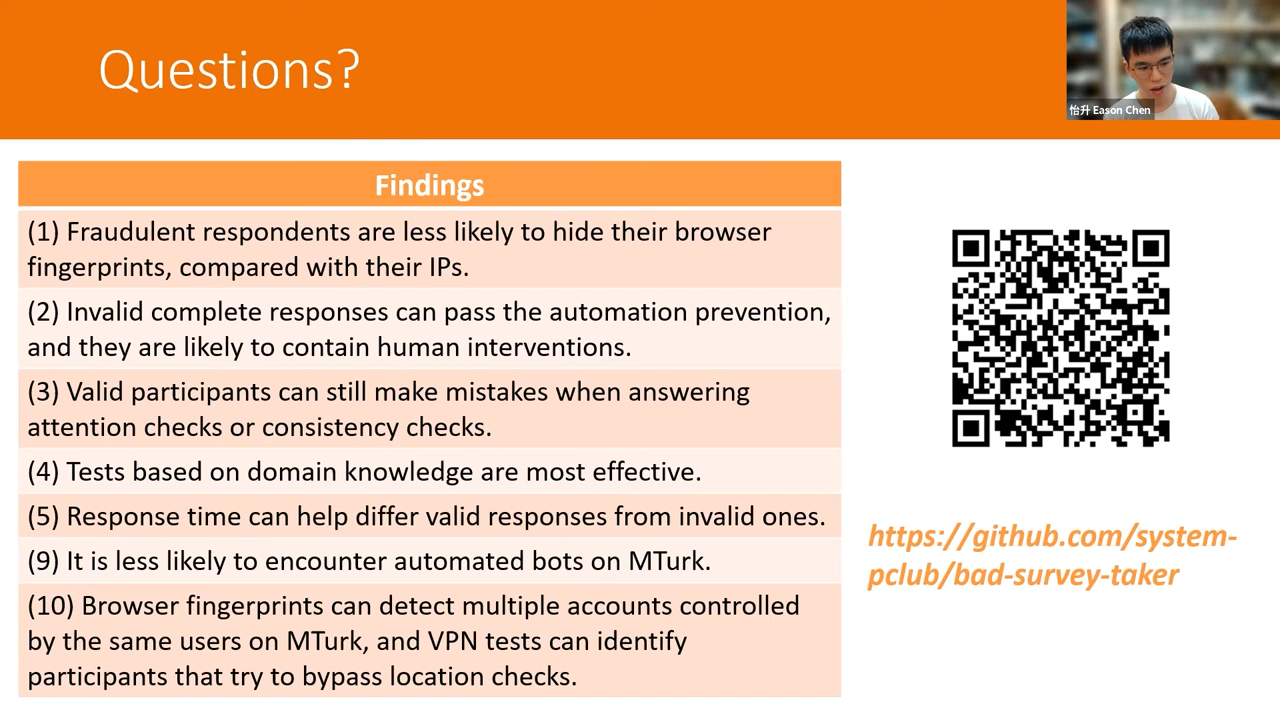 Questions?
怡升 Eason Chen
Findings
(1) Fraudulent respondents are less likely to hide their browser
fingerprints, compared with their IPs.
(2) Invalid complete responses can pass the automation prevention,
and they are likely to contain human interventions.
(3) Valid participants can still make mistakes when answering
attention checks or consistency checks.
(4) Tests based on domain knowledge are most effective.
(5) Response time can help differ valid responses from invalid ones.
(9) It is less likely to encounter automated bots on MTurk.
(10) Browser fingerprints can detect multiple accounts controlled
by the same users on MTurk, and VPN tests can identify
participants that try to bypass location checks.
https://github.com/system-
pclub/bad-survey-taker